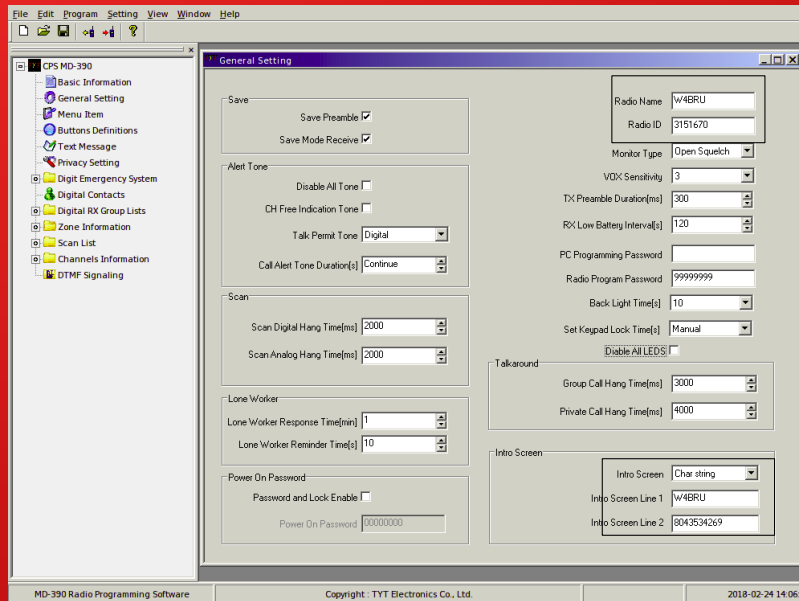 File Edit Program Setting View Window Help
CPS MD-390
Basic Information
General Setting
Menu Item
Buttons Definitions
Text Message
Privacy Setting
Digit Emergency System
Digital Contacts
Digital RX Group Lists
Zone Information
Scan List
Channels Information
DTMF Signaling
General Setting
Save
Save Preamble
Save Mode Receive
Alert Tone
Disable All Tone
CH Free Indication Tone
Talk Permit Tone Digital
Call Alert Tone Duration[s] Continue
Scan
Scan Digital Hang Time[ms] 2000
Scan Analog Hang Time[ms] 2000
Lone Worker
Lone Worker Response Time[min] 1
Lone Worker Reminder Time[s] 10
Power On Password
Password and Lock Enable
Power On Password 00000000
Radio Name W4BRU
Radio ID 3151670
Monitor Type Open Squelch
VOX Sensitivity 3
TX Preamble Duration[ms] 300
RX Low Battery Interval[s] 120
PC Programming Password
Radio Program Password 99999999
Back Light Time[s] 10
Set Keypad Lock Time[s] Manual
Diable All LEDS
Talkaround
Group Call Hang Time[ms] 3000
Private Call Hang Time[ms] 4000
Intro Screen
Intro Screen Char string
Intro Screen Line 1 W4BRU
Intro Screen Line 2 8043534269
MD-390 Radio Programming Software
Copyright : TYT Electronics Co., Ltd.
2018-02-24 14:06: